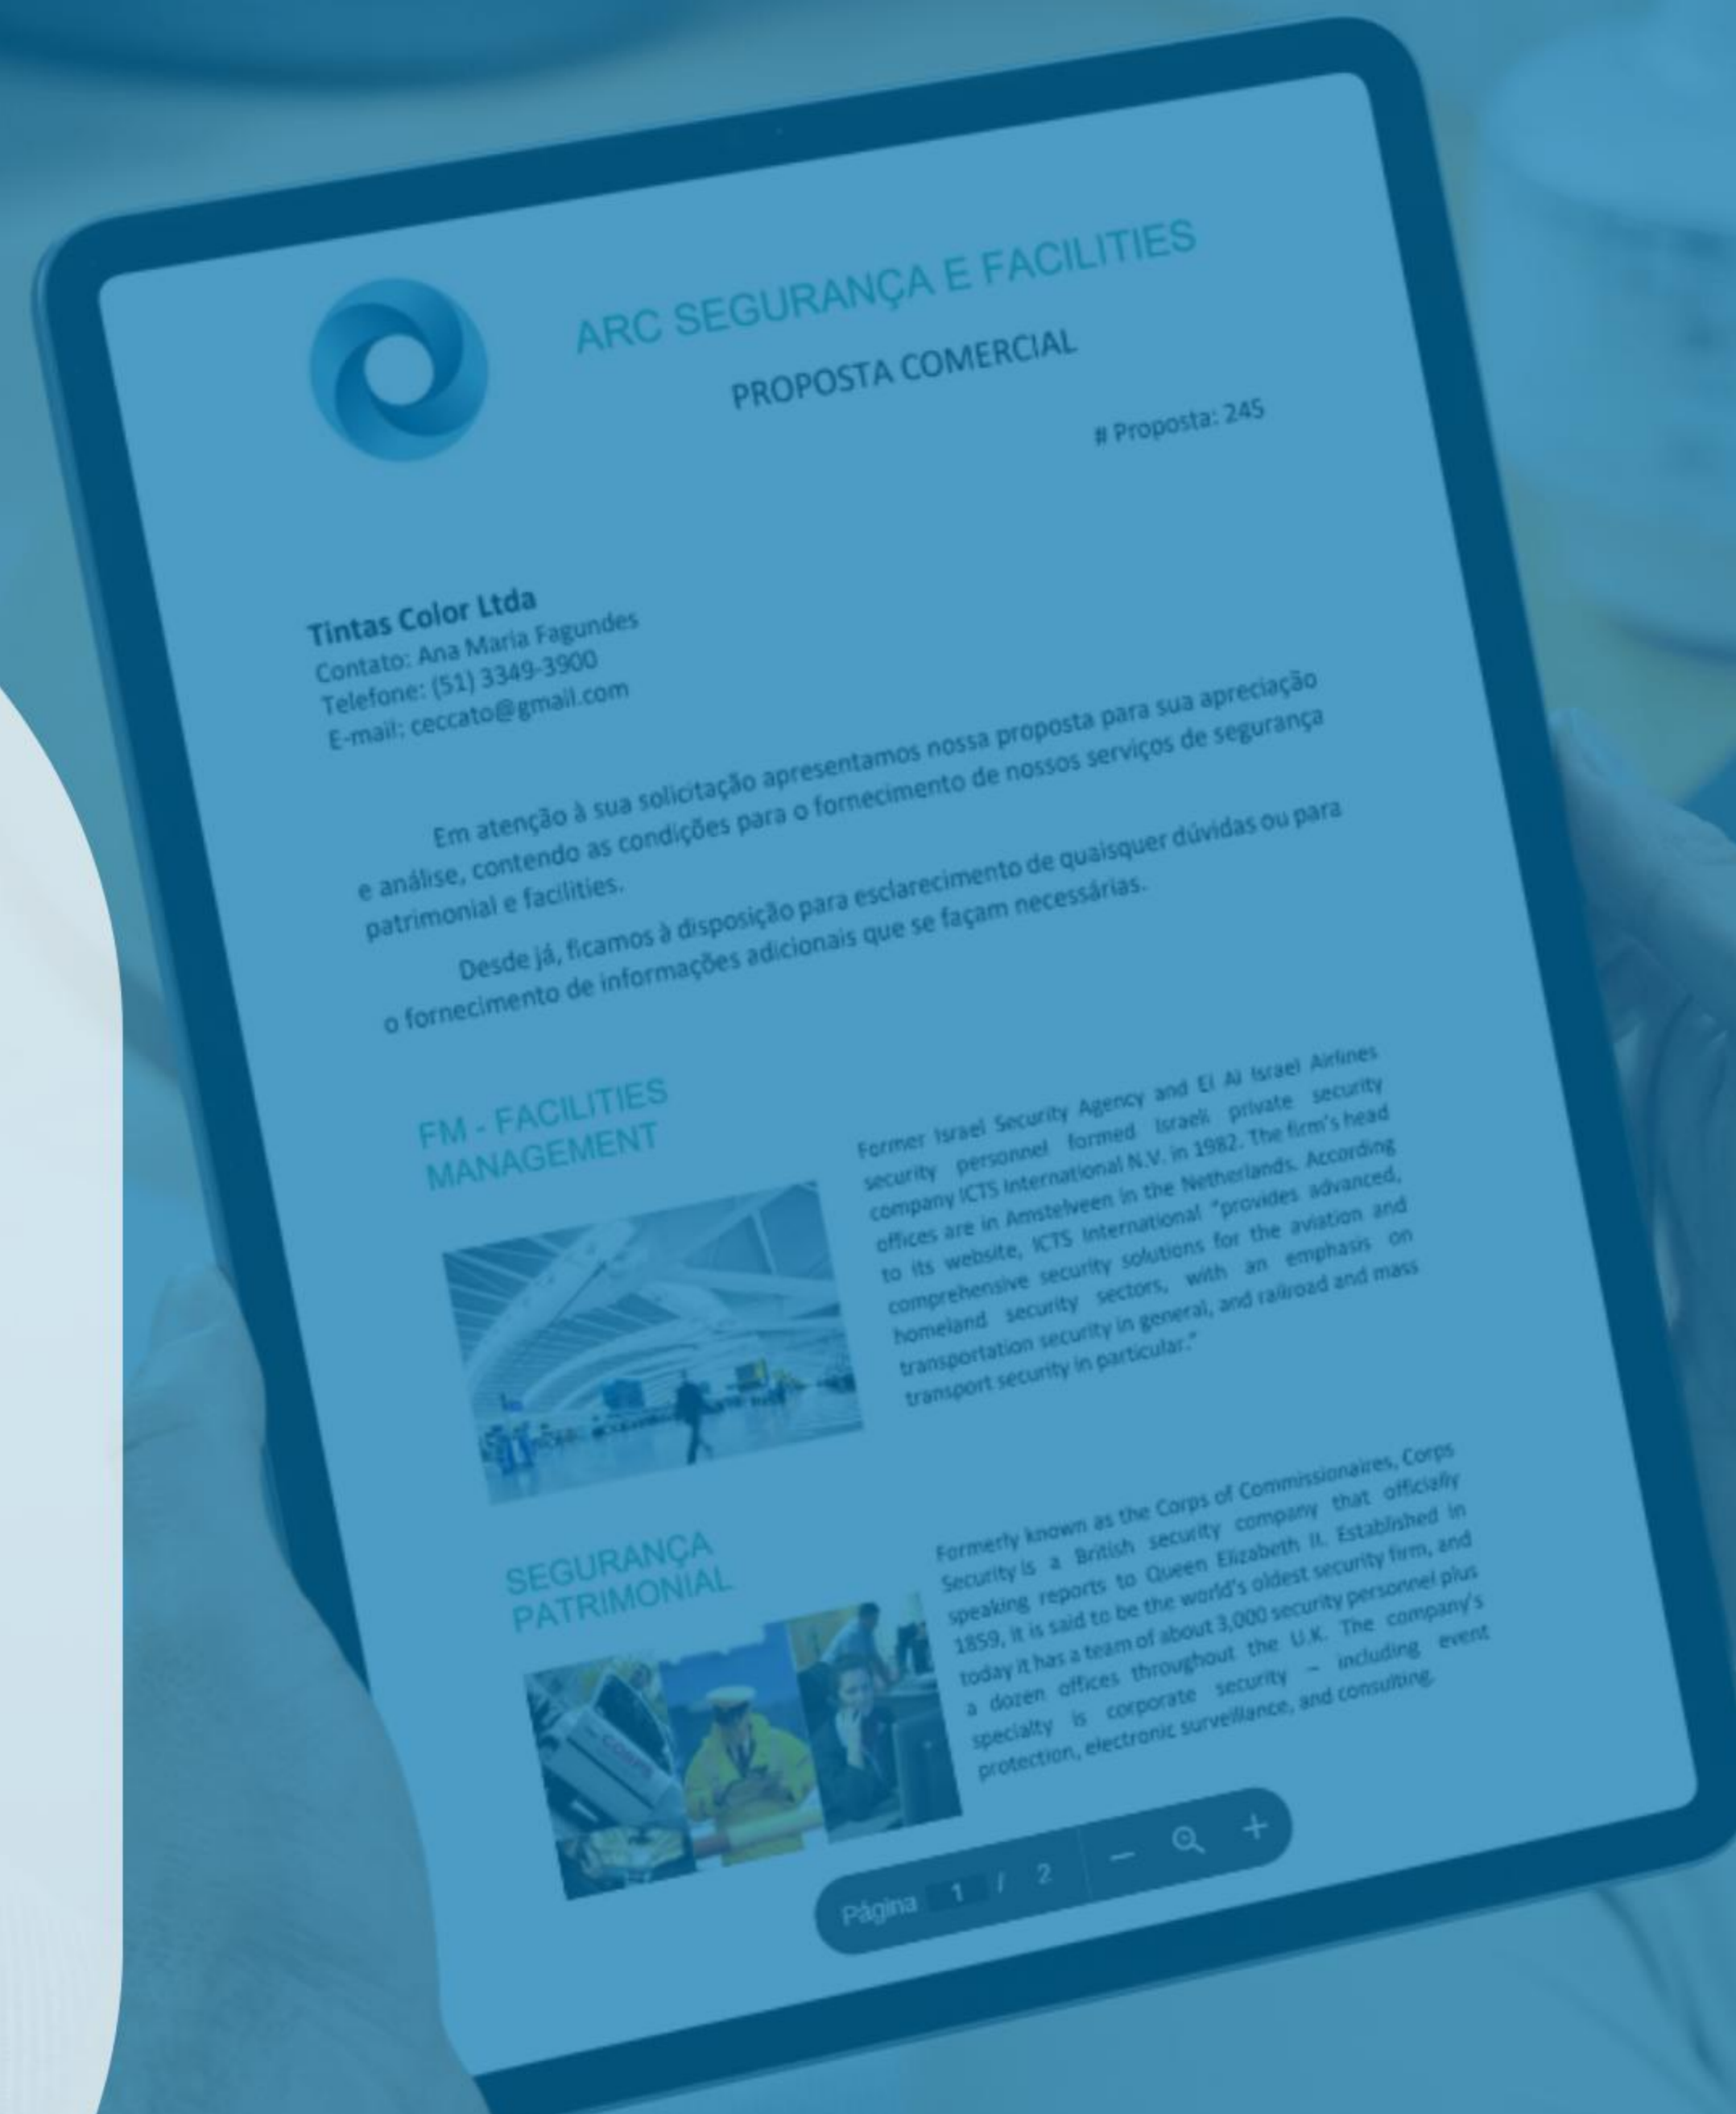 ARC SEGURANÇA E FACILITIES
PROPOSTA COMERCIAL
# Proposta: 245
Tintas Color Ltda
Contato: Ana Maria Fagundes
Telefone: (51) 3349-3900
E-mail: ceccato@gmail.com
Em atenção à sua solicitação apresentamos nossa proposta para sua apreciação
e análise, contendo as condições para o fornecimento de nossos serviços de segurança
patrimonial e facilities.
Desde já, ficamos à disposição para esclarecimento de quaisquer dúvidas ou para
o fornecimento de informações adicionais que se façam necessárias.
FM - FACILITIES
MANAGEMENT
Former Israel Security Agency and El Al Israel Airlines
security personnel formed Israeli private security
company ICTS International N.V. in 1982. The firm's head
offices are in Amstelveen in the Netherlands. According
to its website, ICTS International "provides advanced,
comprehensive security solutions for the aviation and
homeland security sectors, with an emphasis on
transportation security in general, and railroad and mass
transport security in particular."
SEGURANÇA
PATRIMONIAL
Formerly known as the Corps of Commissionaires, Corps
Security is a British security company that officially
speaking reports to Queen Elizabeth II. Established in
1859, it is said to be the world's oldest security firm, and
today it has a team of about 3,000 security personnel plus
a dozen offices throughout the U.K. The company's
specialty is corporate security – including event
protection, electronic surveillance, and consulting.
CORPS
Página 1 / 2 − +